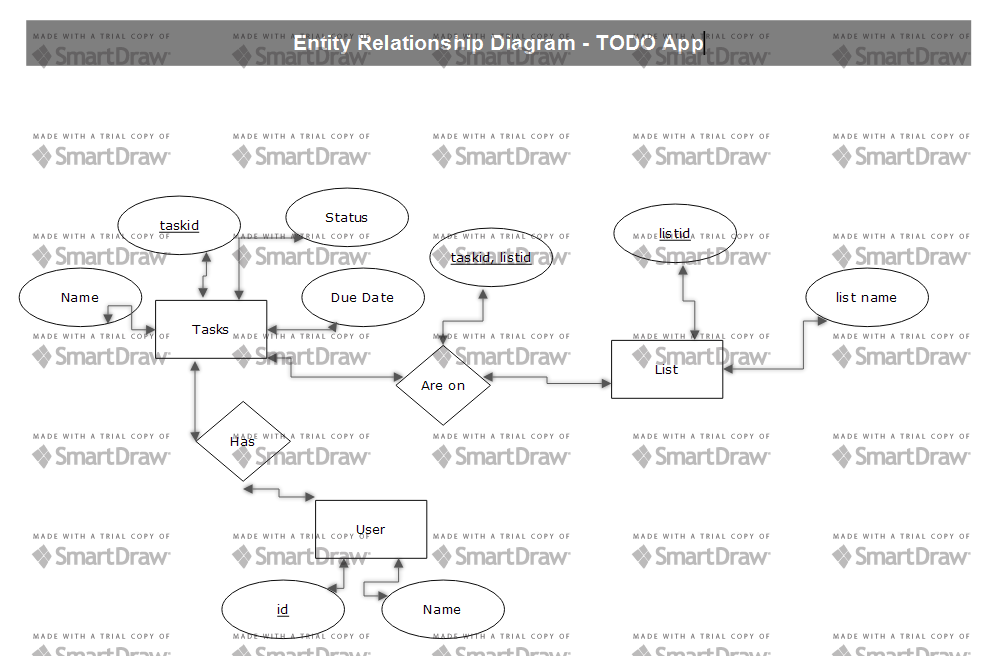 Entity Relationship Diagram - TODO App
MADE WITH A TRIAL COPY OF
SmartDraw
taskid
Status
listid
taskid, listid
Name
Due Date
list name
Tasks
List
Are on
Has
User
id
Name